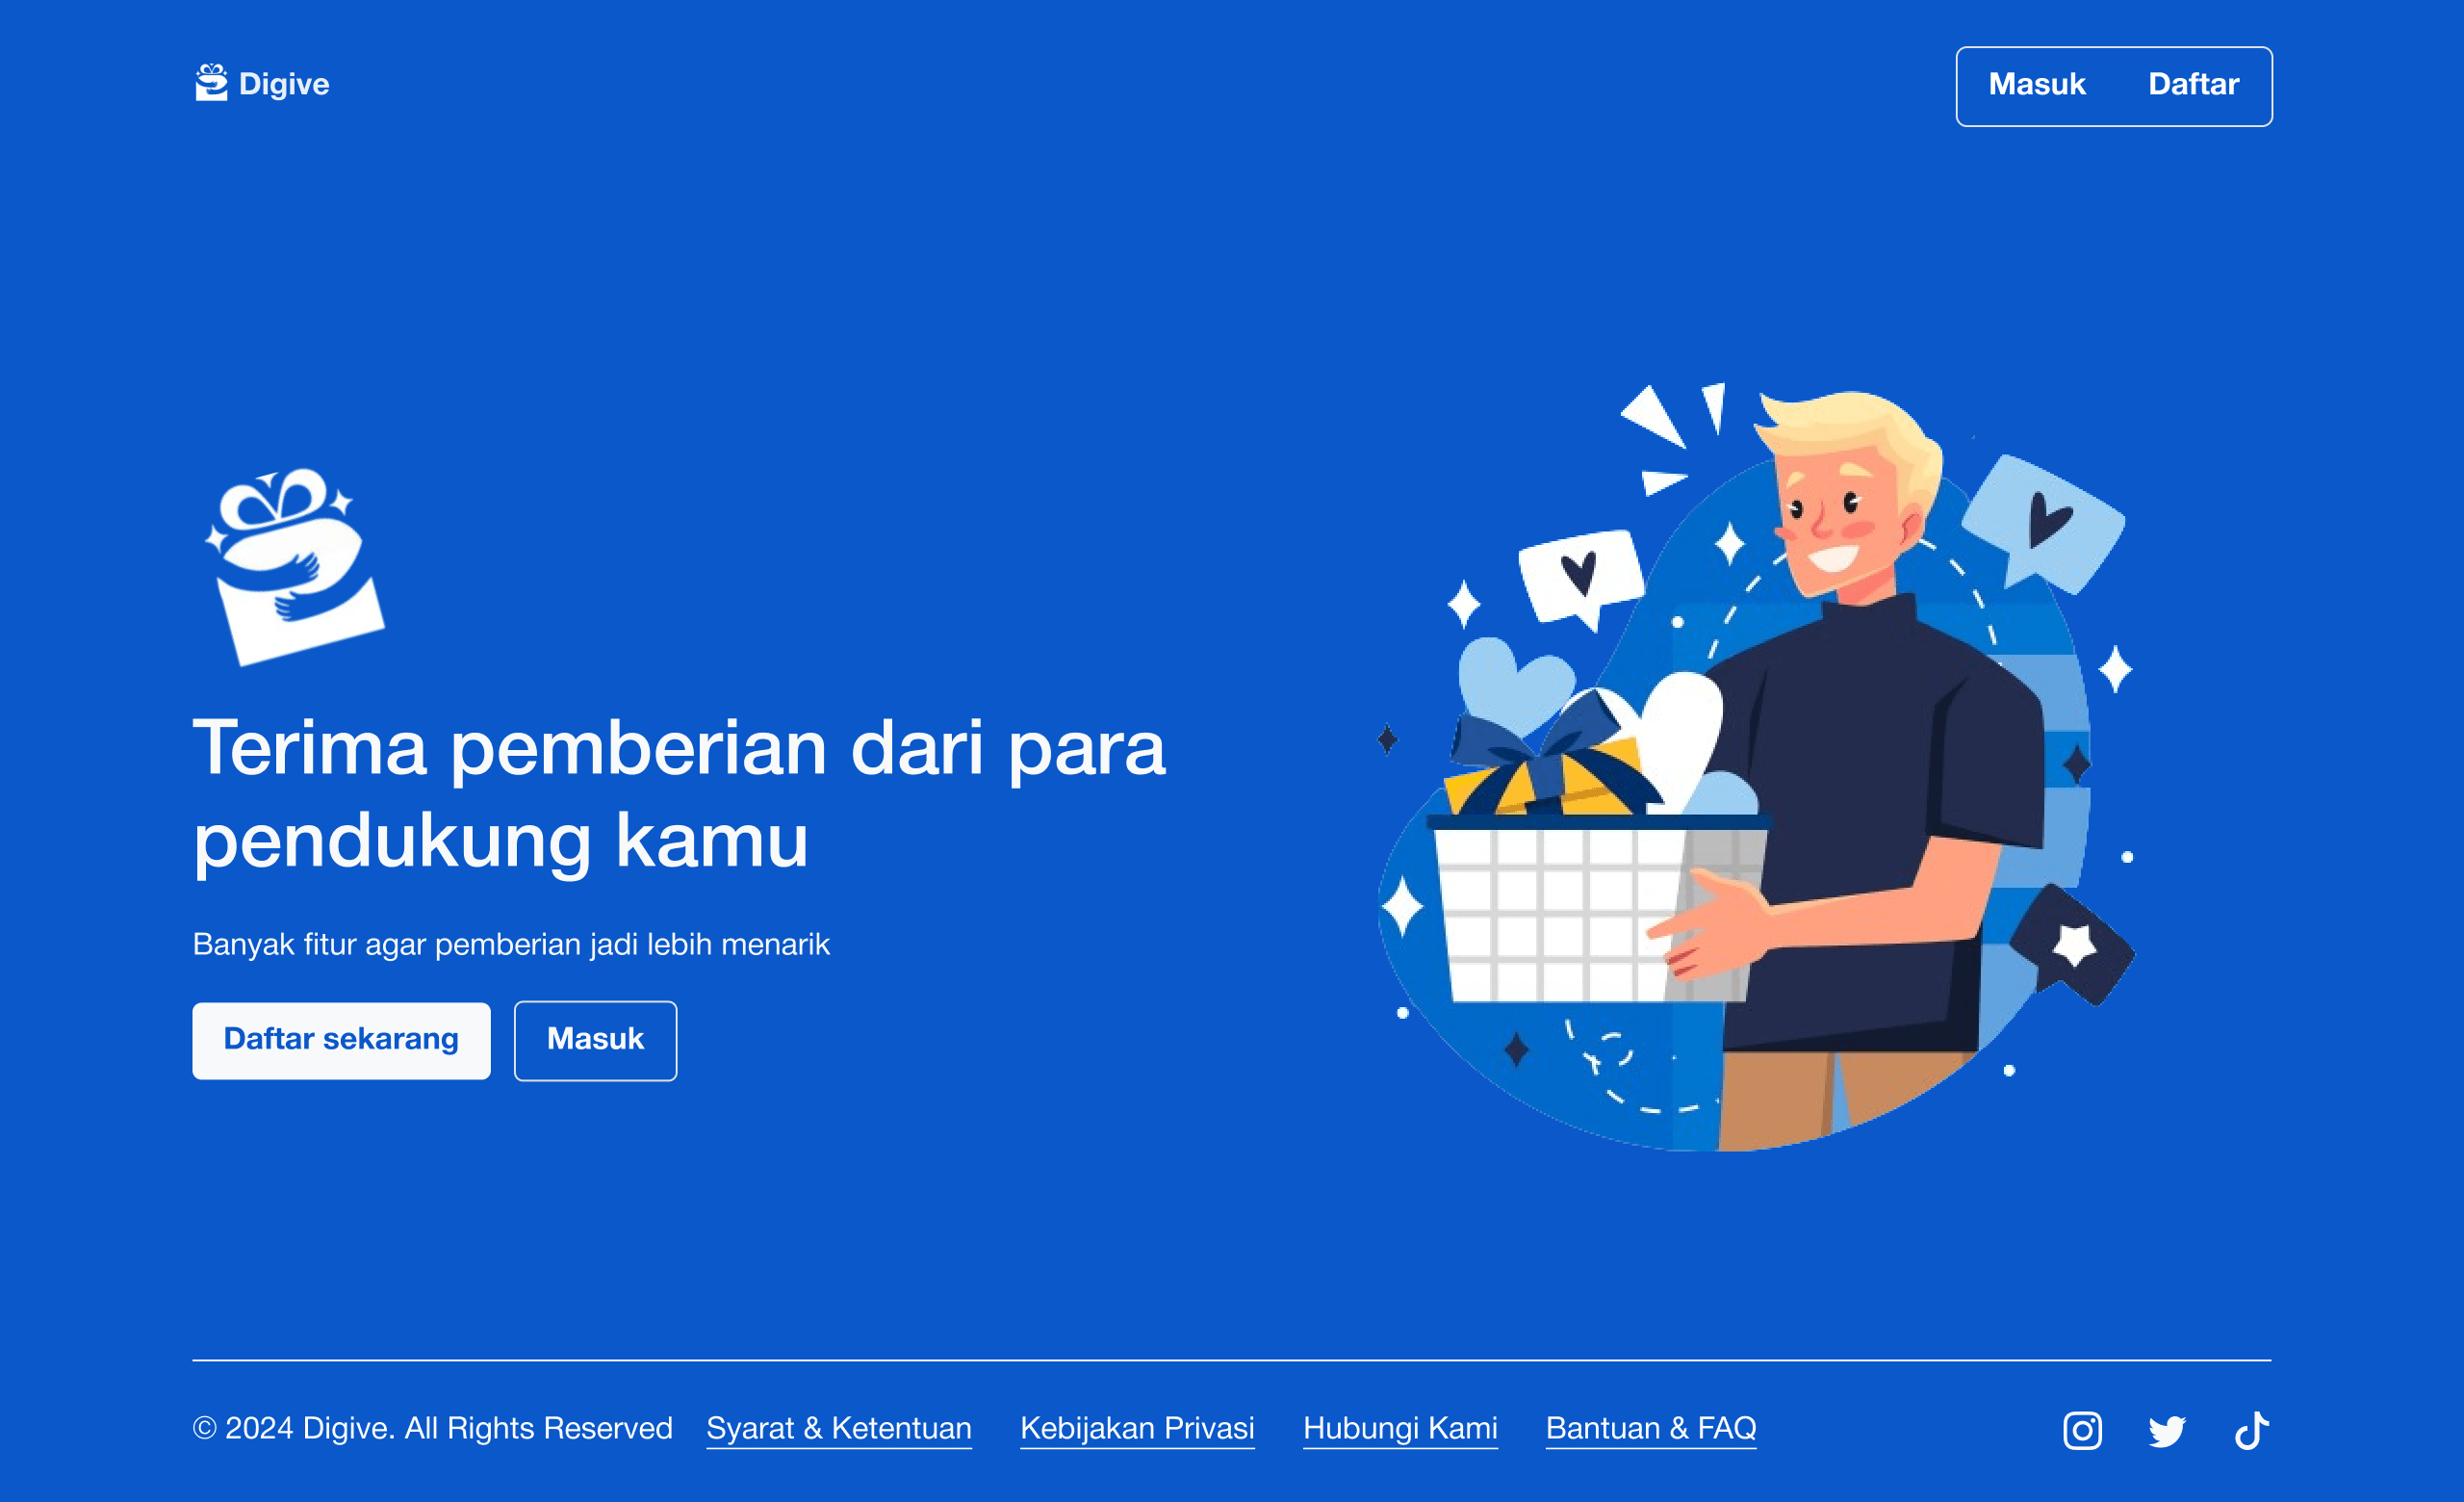 Digive
Masuk Daftar
Terima pemberian dari para
pendukung kamu
Banyak fitur agar pemberian jadi lebih menarik
Daftar sekarang Masuk
© 2024 Digive. All Rights Reserved Syarat & Ketentuan Kebijakan Privasi Hubungi Kami Bantuan & FAQ